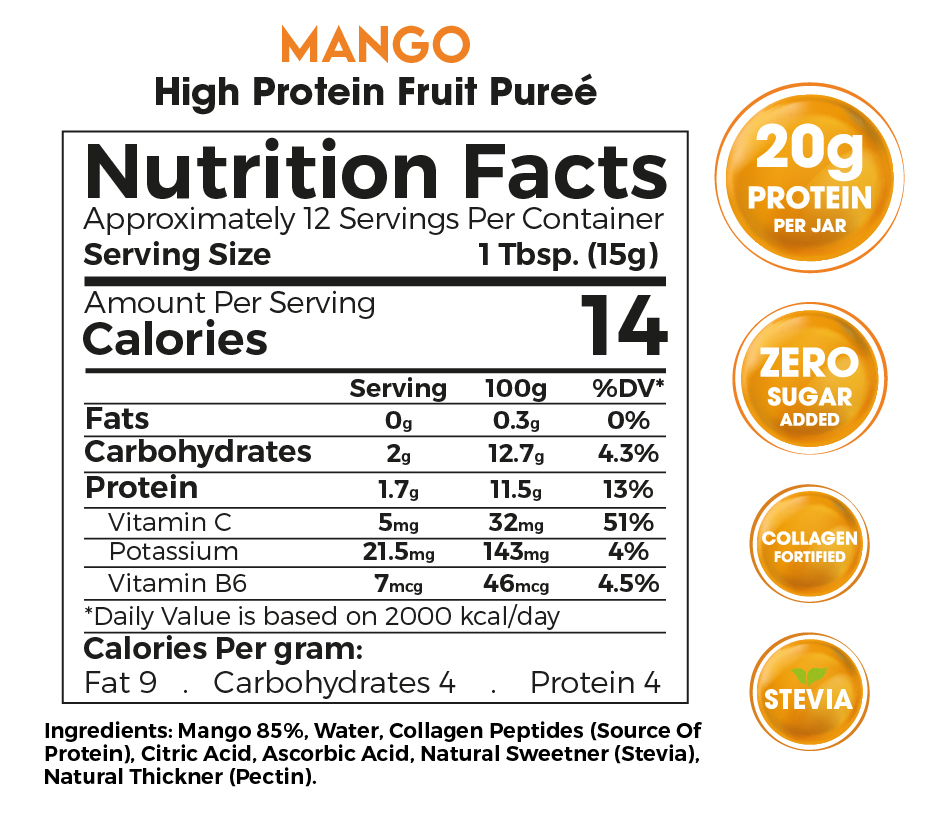 MANGO
High Protein Fruit Pureé
Nutrition Facts
Approximately 12 Servings Per Container
Serving Size 1 Tbsp. (15g)
Amount Per Serving
Calories 14
Serving 100g %DV*
Fats 0g 0.3g 0%
Carbohydrates 2g 12.7g 4.3%
Protein 1.7g 11.5g 13%
Vitamin C 5mg 32mg 51%
Potassium 21.5mg 143mg 4%
Vitamin B6 7mcg 46mcg 4.5%
*Daily Value is based on 2000 kcal/day
Calories Per gram:
Fat 9 . Carbohydrates 4 . Protein 4
Ingredients: Mango 85%, Water, Collagen Peptides (Source Of
Protein), Citric Acid, Ascorbic Acid, Natural Sweetner (Stevia),
Natural Thickner (Pectin).
20g
PROTEIN
PER JAR
ZERO
SUGAR
ADDED
COLLAGEN
FORTIFIED
STEVIA